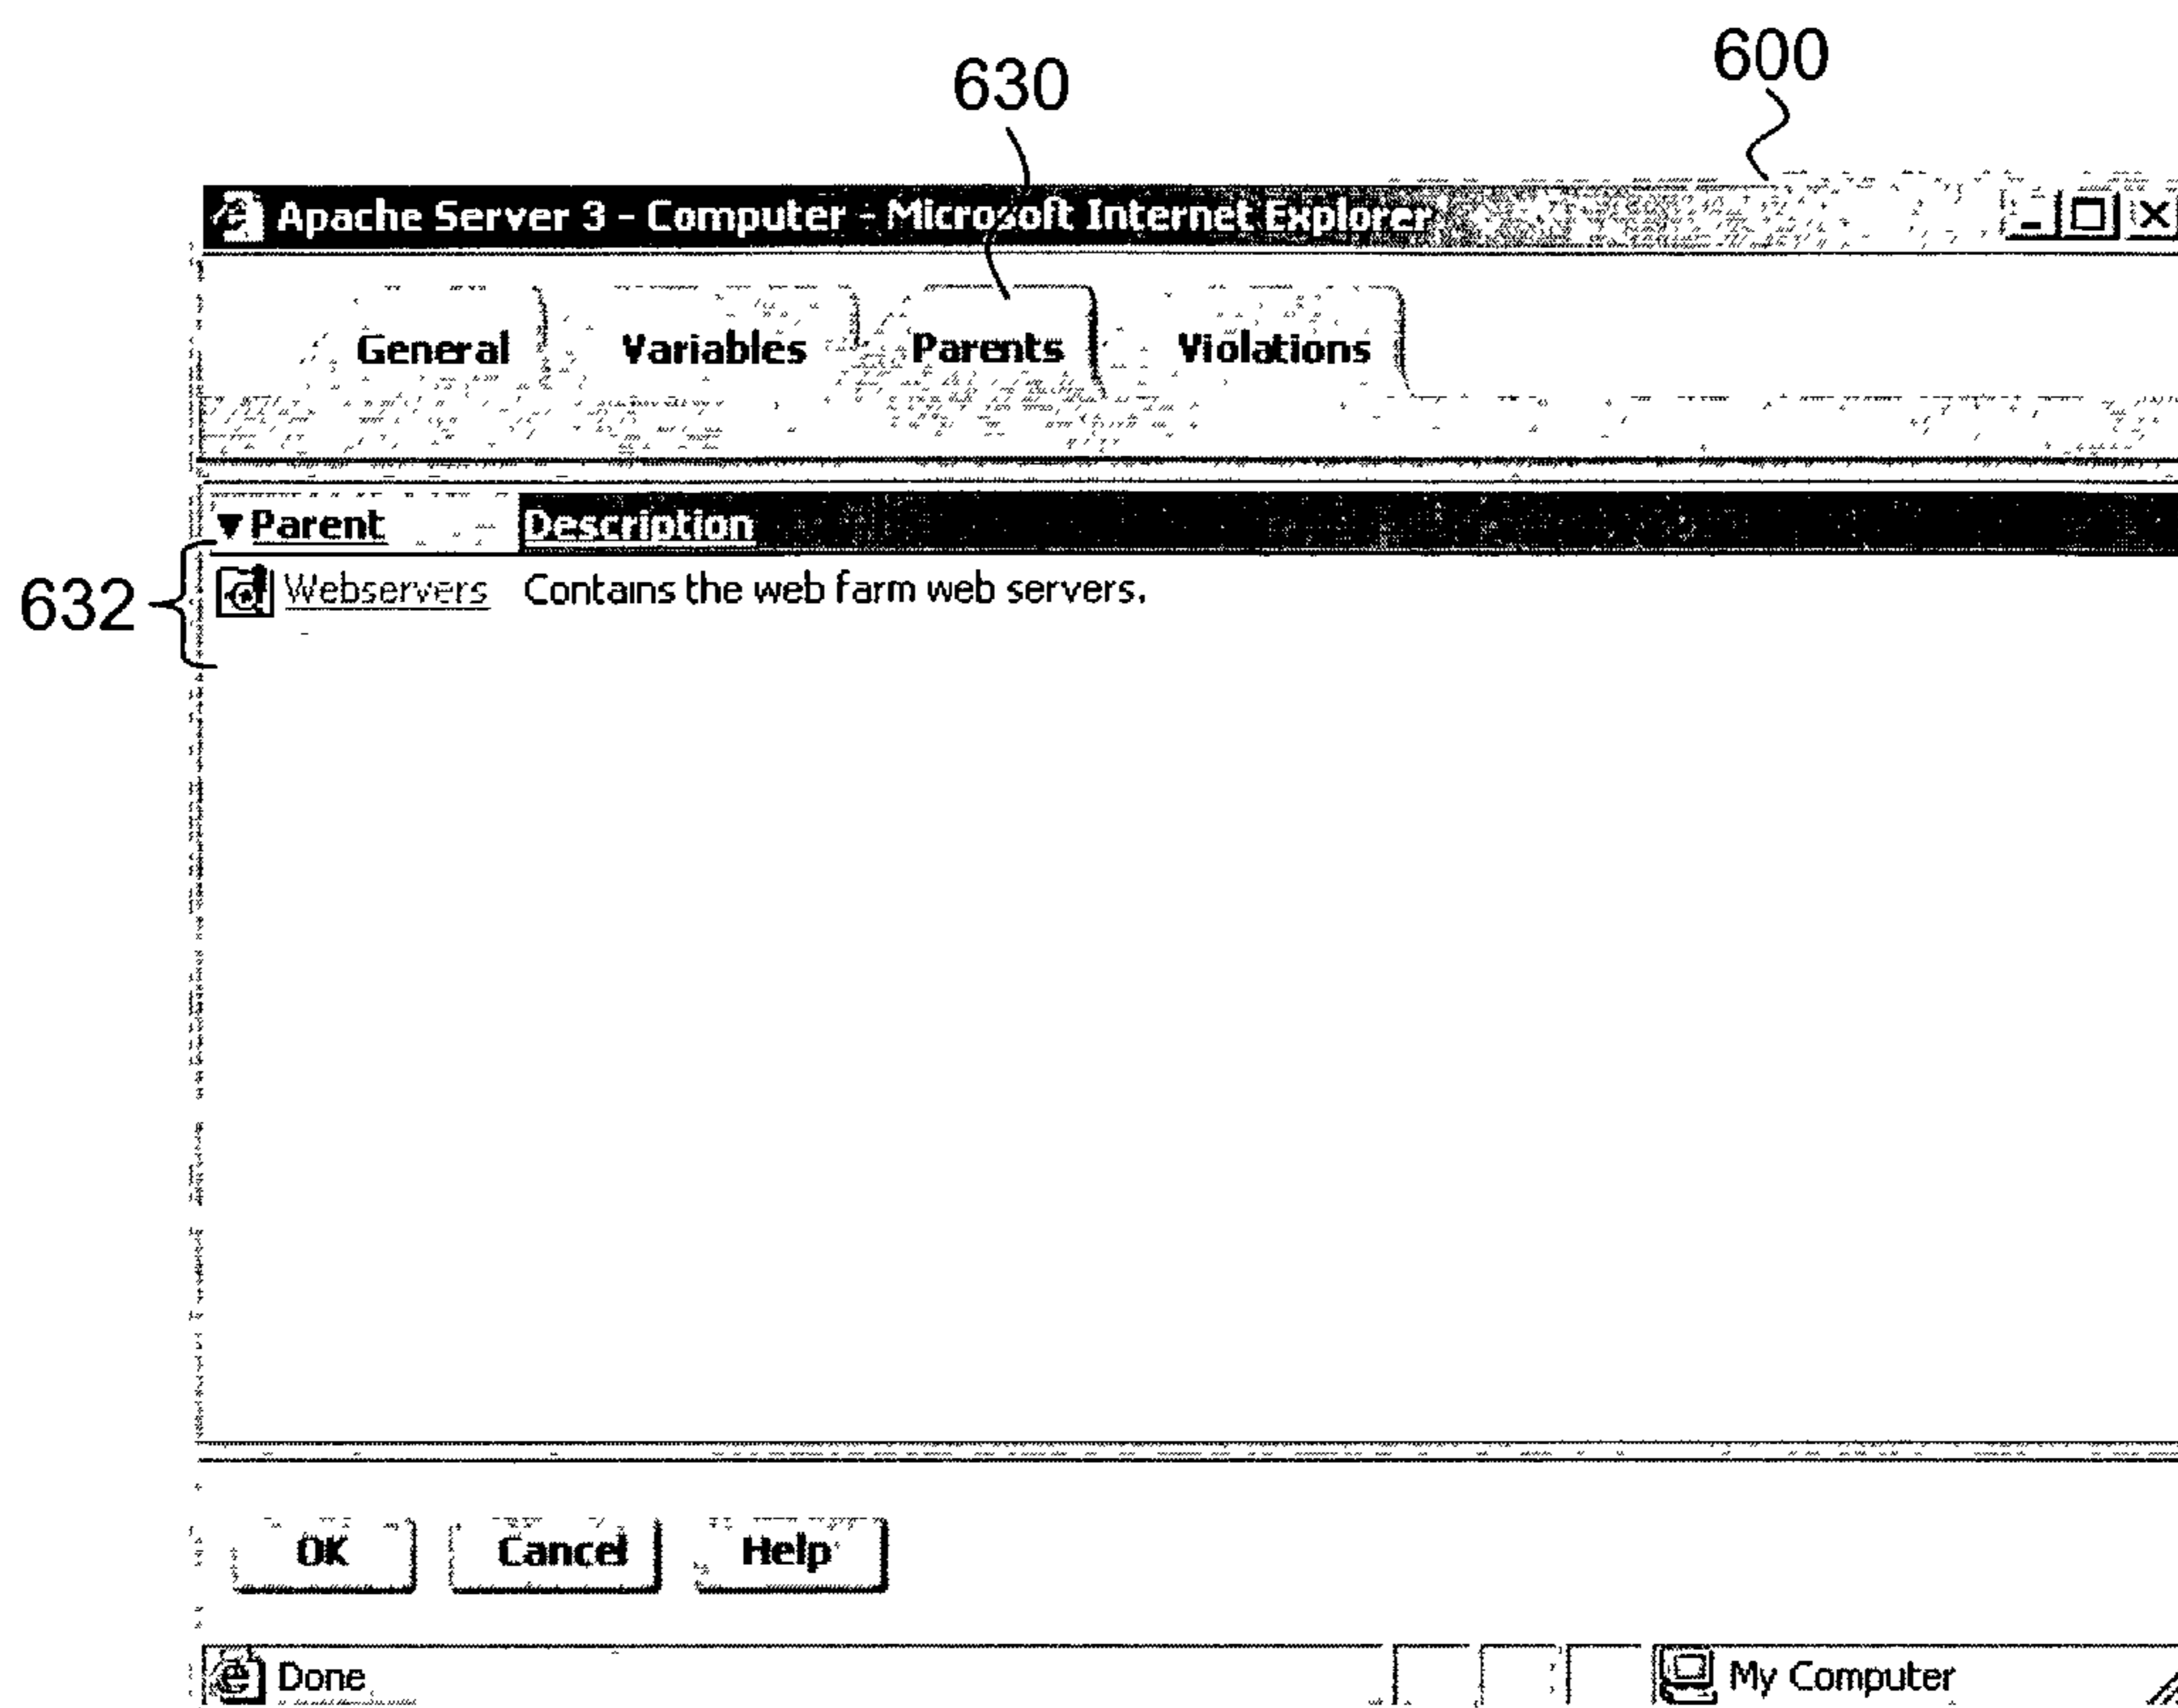 600
630
Apache Server 3 - Computer - Microsoft Internet Explorer
General Variables Parents Violations
Parent Description
632
Webservers Contains the web farm web servers.
OK Cancel Help
Done My Computer